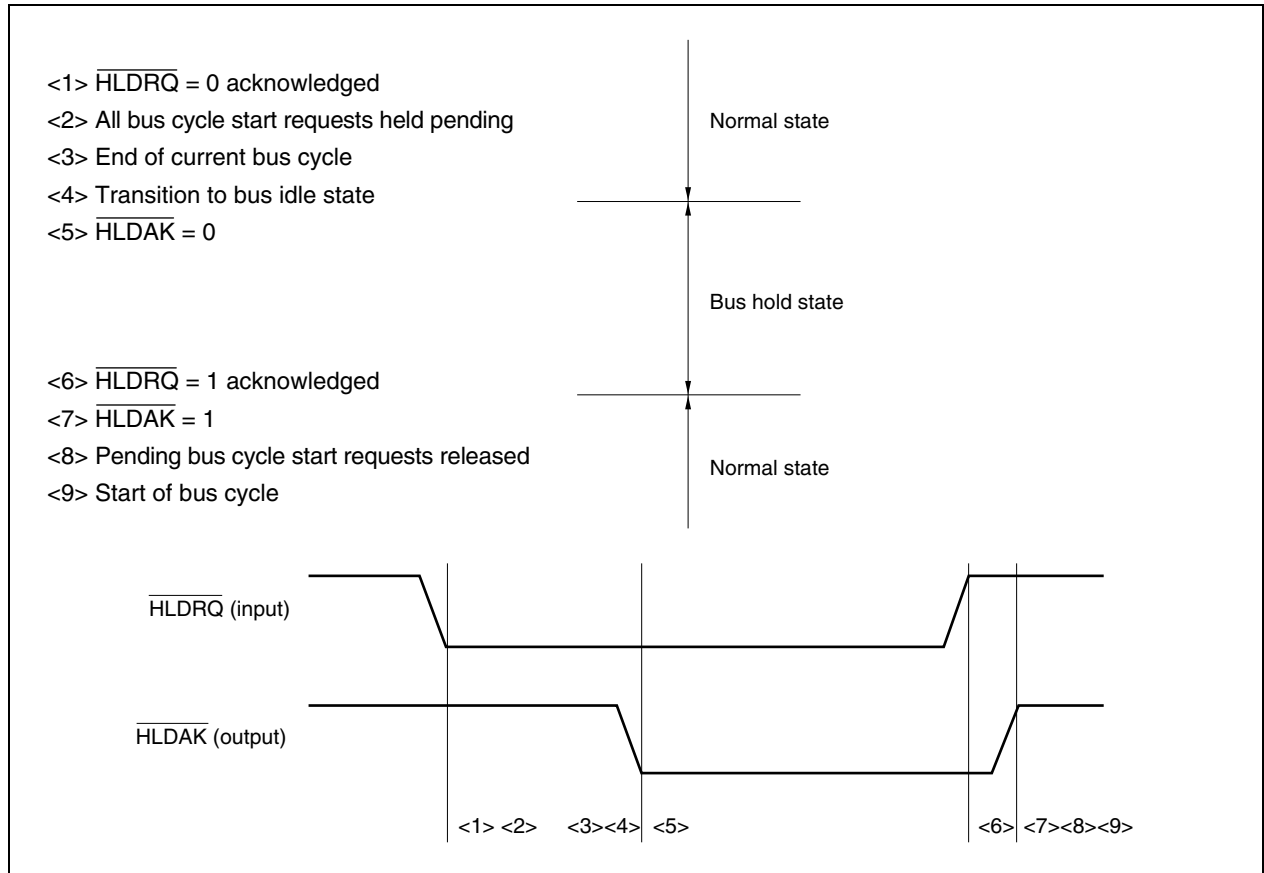 <1> HLDRQ = 0 acknowledged
<2> All bus cycle start requests held pending
<3> End of current bus cycle
<4> Transition to bus idle state
<5> HLDAK = 0
Normal state
Bus hold state
<6> HLDRQ = 1 acknowledged
<7> HLDAK = 1
<8> Pending bus cycle start requests released
<9> Start of bus cycle
Normal state
HLDRQ (input)
HLDAK (output)
<1> <2> <3><4> <5> <6> <7><8><9>